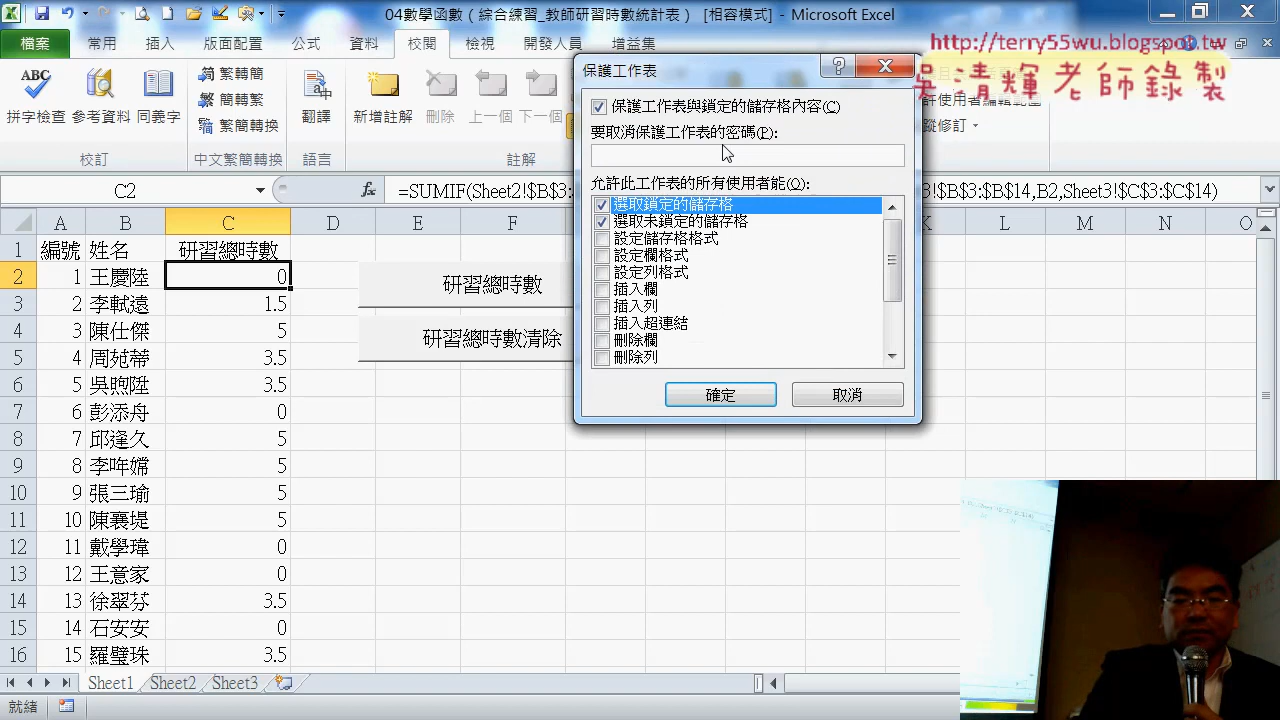 04數學函數（綜合練習_教師研習時數統計表） [相容模式] - Microsoft Excel
http://terry55wu.blogspot.tw
吳清輝老師錄製
檔案 常用 插入 版面配置 公式 資料 校閱 檢視 開發人員 增益集
ABC
拼字檢查 參考資料 同義字
繁轉簡
簡轉繁
繁簡轉換
翻譯
新增註解 刪除 上一個 下一個
校訂 中文繁簡轉換 語言 註解
C2 fx =SUMIF(Sheet2!$B$3: 3!$B$3:$B$14,B2,Sheet3!$C$3:$C$14)
保護工作表
保護工作表與鎖定的儲存格內容(C)
要取消保護工作表的密碼(P):
允許此工作表的所有使用者能(O):
選取鎖定的儲存格
選取未鎖定的儲存格
設定儲存格格式
設定欄格式
設定列格式
插入欄
插入列
插入超連結
刪除欄
刪除列
確定 取消
A B C D E F K L M N O
1 編號 姓名 研習總時數
2 1 王慶陸 0
3 2 李軾遠 1.5
4 3 陳仕傑 5
5 4 周苑蒂 3.5
6 5 吳煦陞 3.5
7 6 彭添舟 0
8 7 邱逢久 5
9 8 李哖嫦 5
10 9 張三瑜 5
11 10 陳襄堤 5
12 11 戴學瑋 0
13 12 王意家 0
14 13 徐翠芬 3.5
15 14 石安安 0
16 15 羅璧珠 3.5
研習總時數
研習總時數清除
Sheet1 Sheet2 Sheet3
就緒